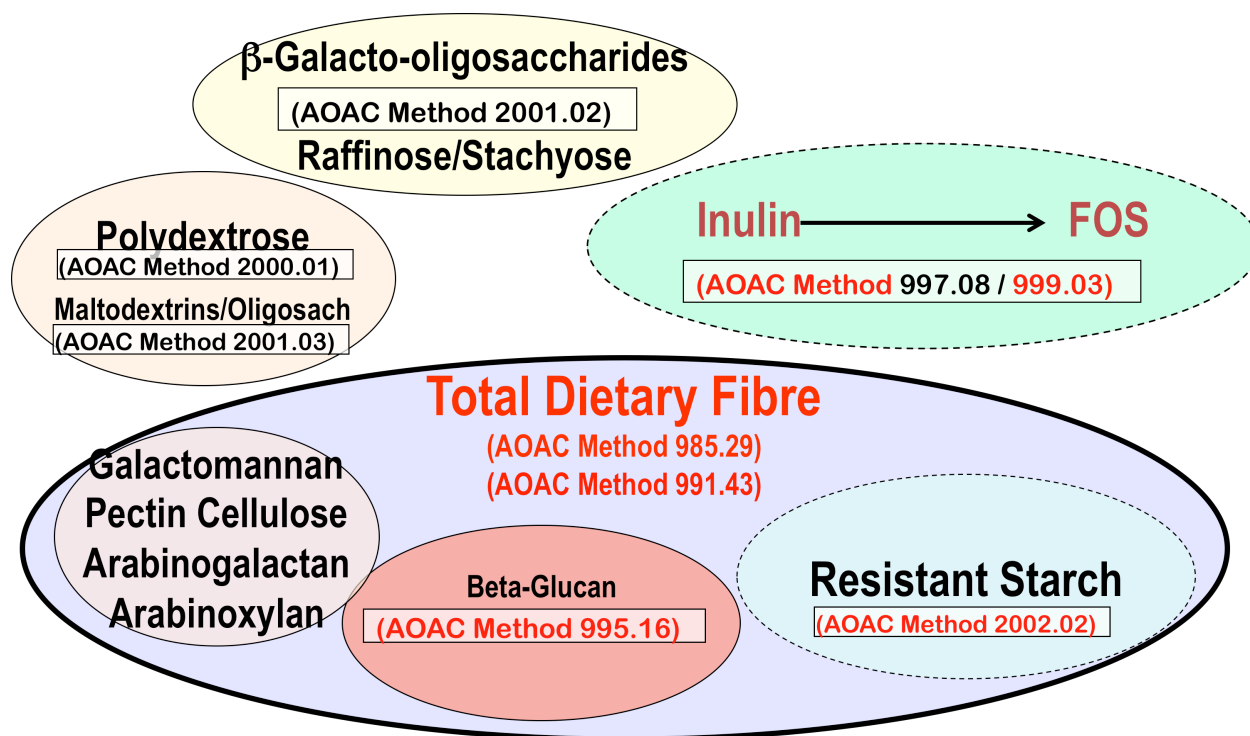 β-Galacto-oligosaccharides
(AOAC Method 2001.02)
Raffinose/Stachyose
Inulin FOS
(AOAC Method 997.08 / 999.03)
Polydextrose
(AOAC Method 2000.01)
Maltodextrins/Oligosach
(AOAC Method 2001.03)
Total Dietary Fibre
(AOAC Method 985.29)
(AOAC Method 991.43)
Galactomannan
Pectin Cellulose
Arabinogalactan
Arabinoxylan
Beta-Glucan
(AOAC Method 995.16)
Resistant Starch
(AOAC Method 2002.02)